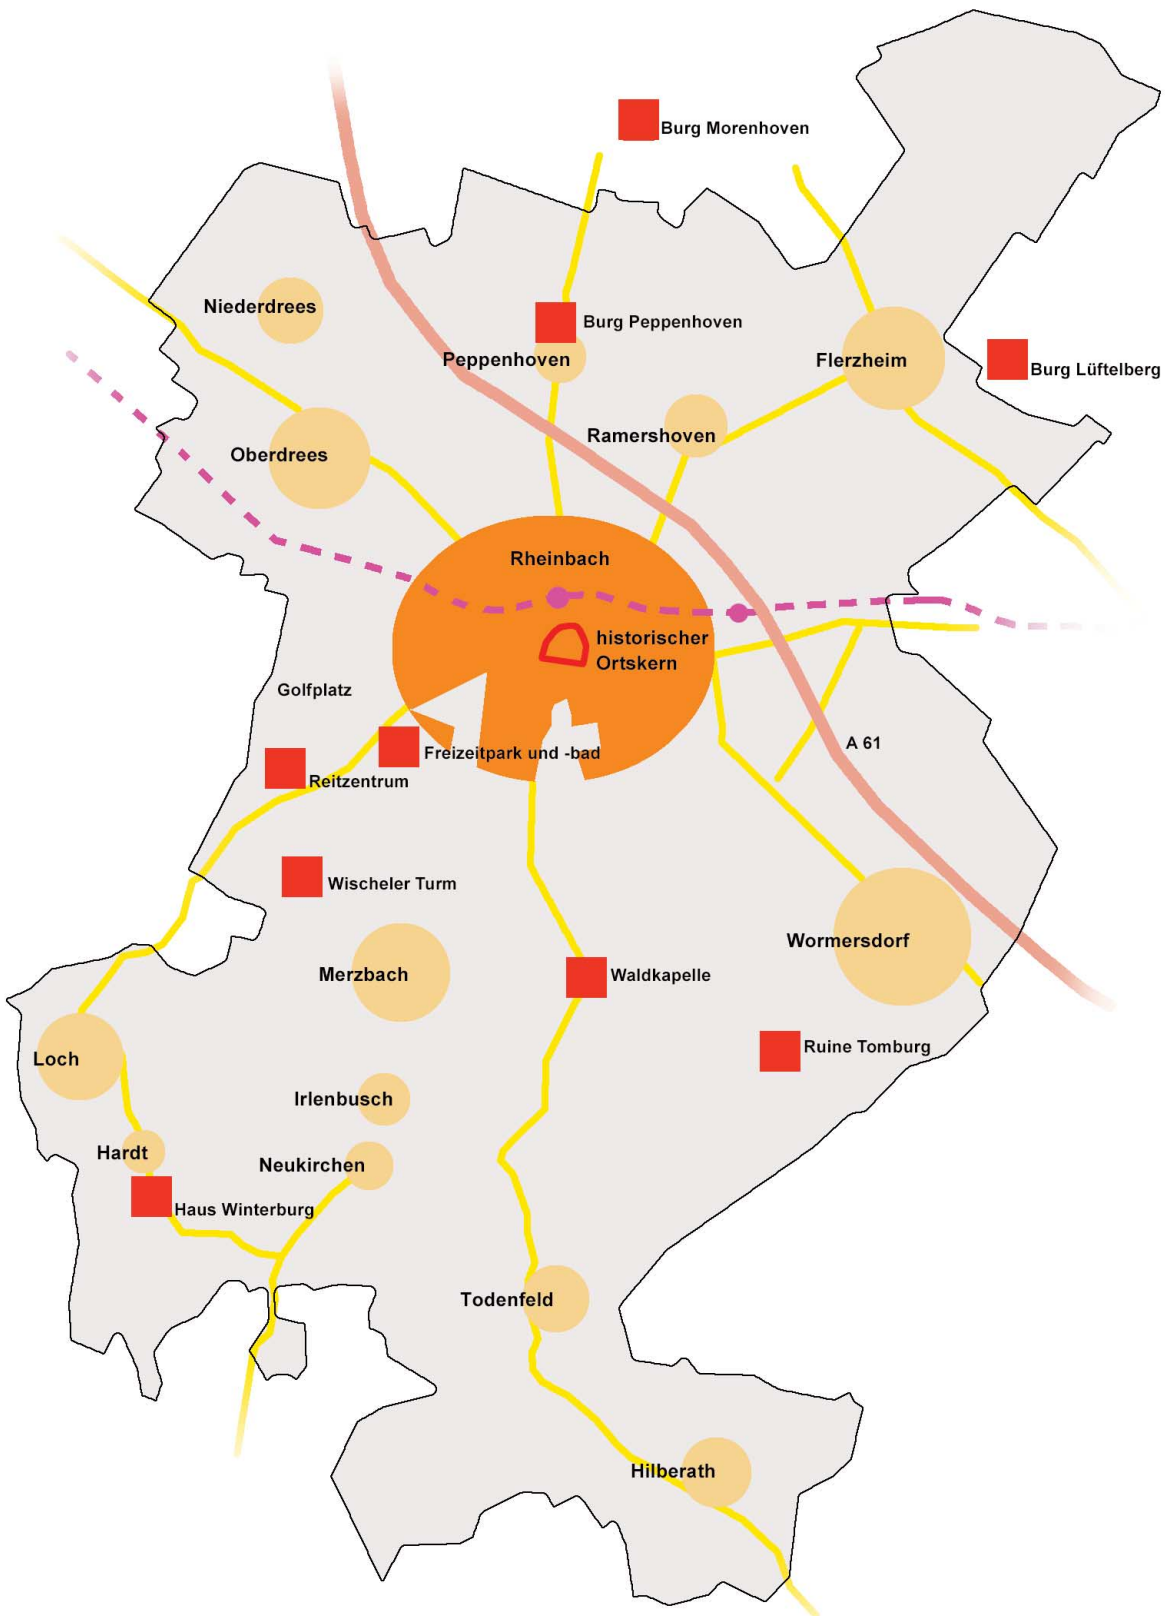 Burg Morenhoven
Niederdrees
Burg Peppenhoven
Peppenhoven
Flerzheim
Burg Lüftelberg
Ramershoven
Oberdrees
Rheinbach
historischer
Ortskern
Golfplatz
A 61
Freizeitpark und -bad
Reitzentrum
Wischeler Turm
Wormersdorf
Merzbach
Waldkapelle
Ruine Tomburg
Loch
Irlenbusch
Hardt
Neukirchen
Haus Winterburg
Todenfeld
Hilberath